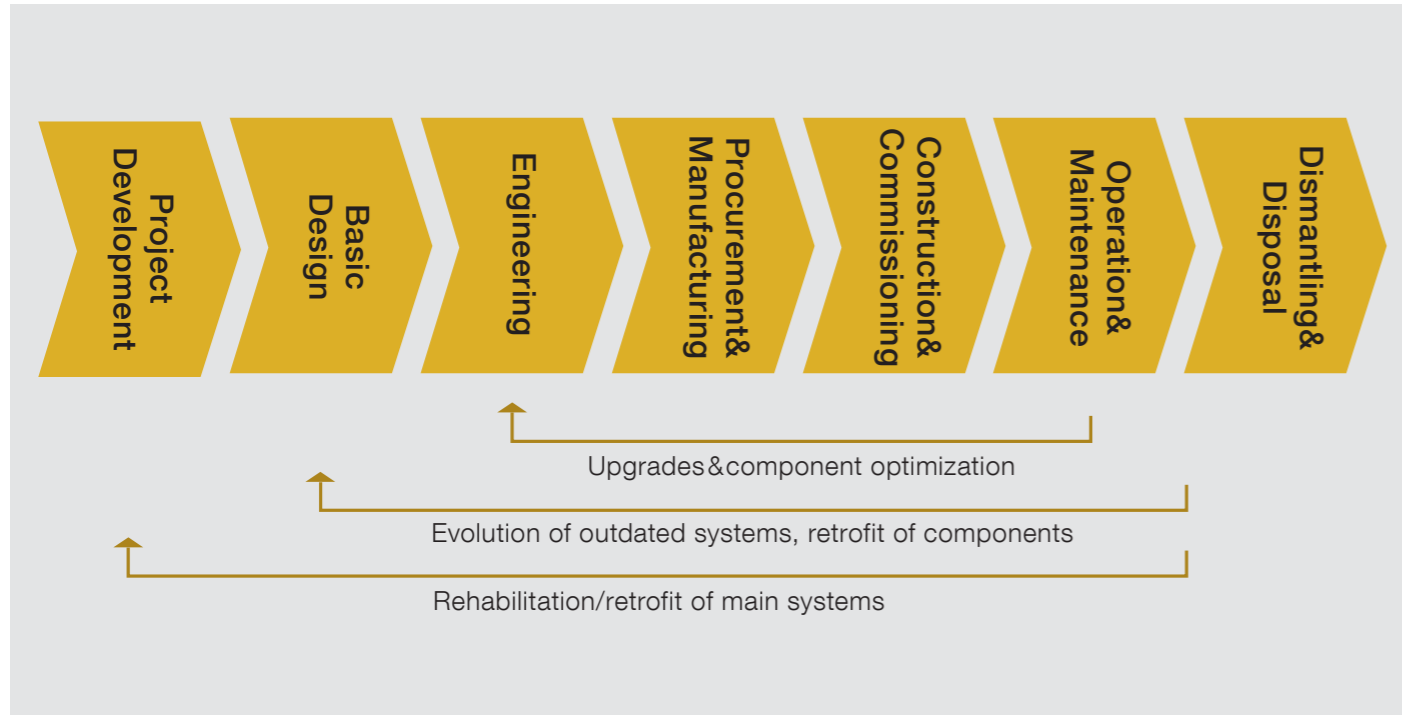 Project
Development
Basic
Design
Engineering
Procurement&
Manufacturing
Construction&
Commissioning
Operation&
Maintenance
Dismantling&
Disposal
Upgrades&component optimization
Evolution of outdated systems, retrofit of components
Rehabilitation/retrofit of main systems